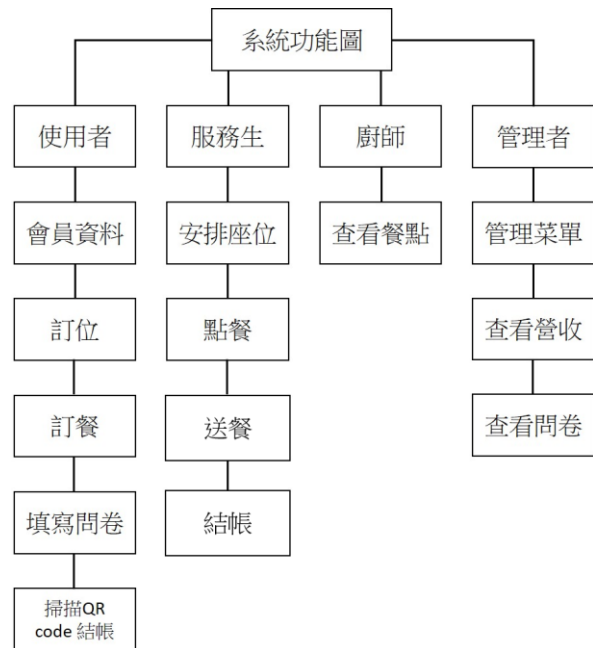 系統功能圖
使用者
服務生
廚師
管理者
會員資料
安排座位
查看餐點
管理菜單
訂位
點餐
查看營收
訂餐
送餐
查看問卷
填寫問卷
結帳
掃描QR
code 結帳